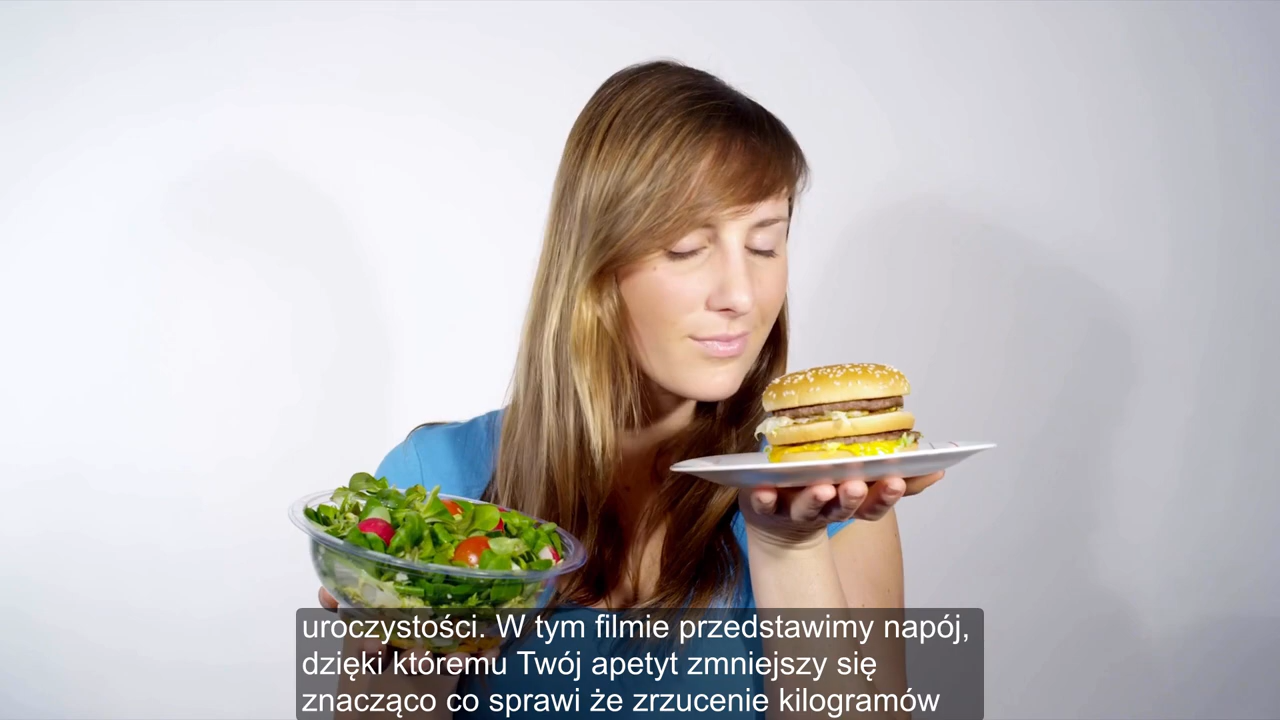 uroczystości. W tym filmie przedstawimy napój,
dzięki któremu Twój apetyt zmniejszy się
znacząco co sprawi że zrzucenie kilogramów